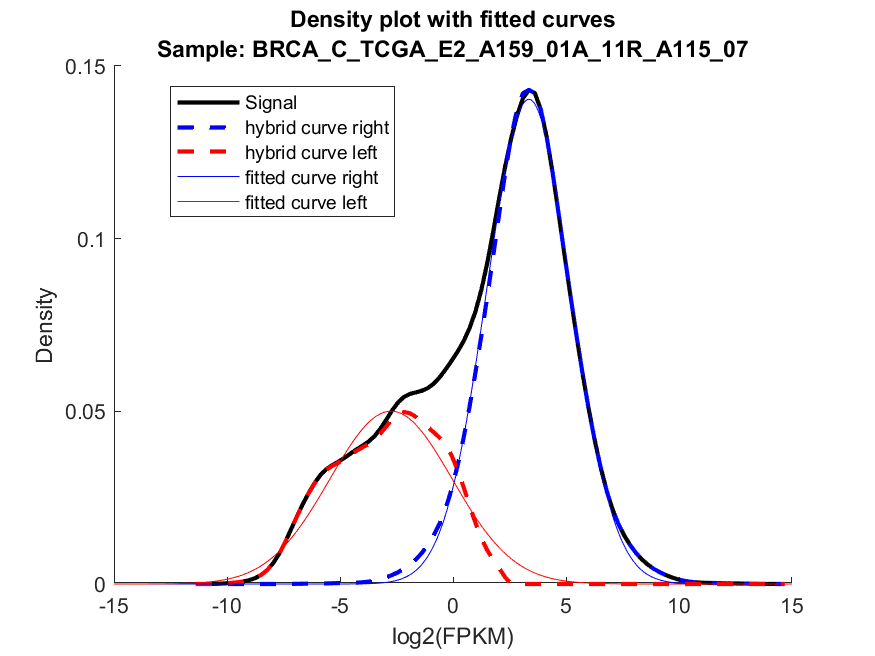 Density plot with fitted curves
Sample: BRCA_C_TCGA_E2_A159_01A_11R_A115_07
0.15
Signal
hybrid curve right
hybrid curve left
fitted curve right
fitted curve left
0.1
Density
0.05
0
-15 -10 -5 0 5 10 15
log2(FPKM)